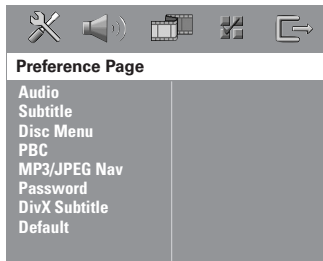 Preference Page
Audio
Subtitle
Disc Menu
PBC
MP3/JPEG Nav
Password
DivX Subtitle
Default